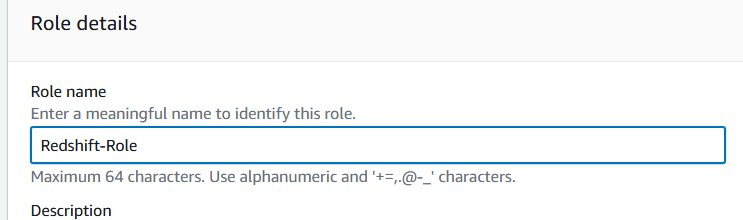 Role details
Role name
Enter a meaningful name to identify this role.
Redshift-Role
Maximum 64 characters. Use alphanumeric and '+=,.@-_' characters.
Description